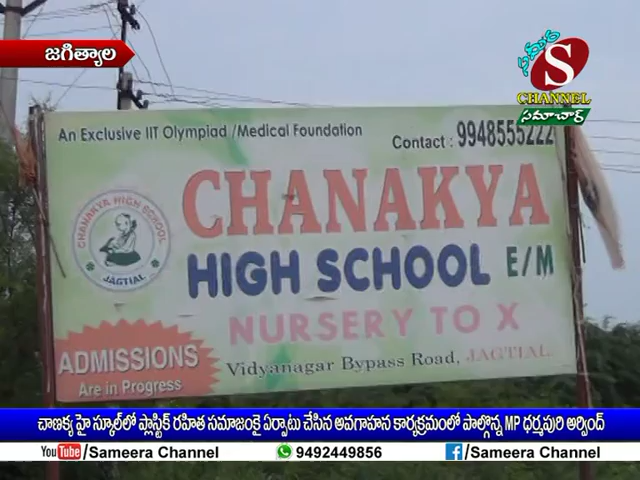 జగిత్యాల
సమీరా
S
CHANNEL
సమాచార్
An Exclusive IIT Olympiad /Medical Foundation
Contact : 9948555222
CHANAKYA
HIGH SCHOOL E/M
CHANAKYA HIGH SCHOOL
JAGTIAL
NURSERY TO X
ADMISSIONS
Are in Progress
Vidyanagar Bypass Road, JAGTIAL.
చాణక్య హై స్కూల్‌లో ప్లాస్టిక్ రహిత సమాజంకై ఏర్పాటు చేసిన అవగాహన కార్యక్రమంలో పాల్గొన్న MP ధర్మపురి అర్వింద్
YouTube /Sameera Channel 9492449856 f /Sameera Channel